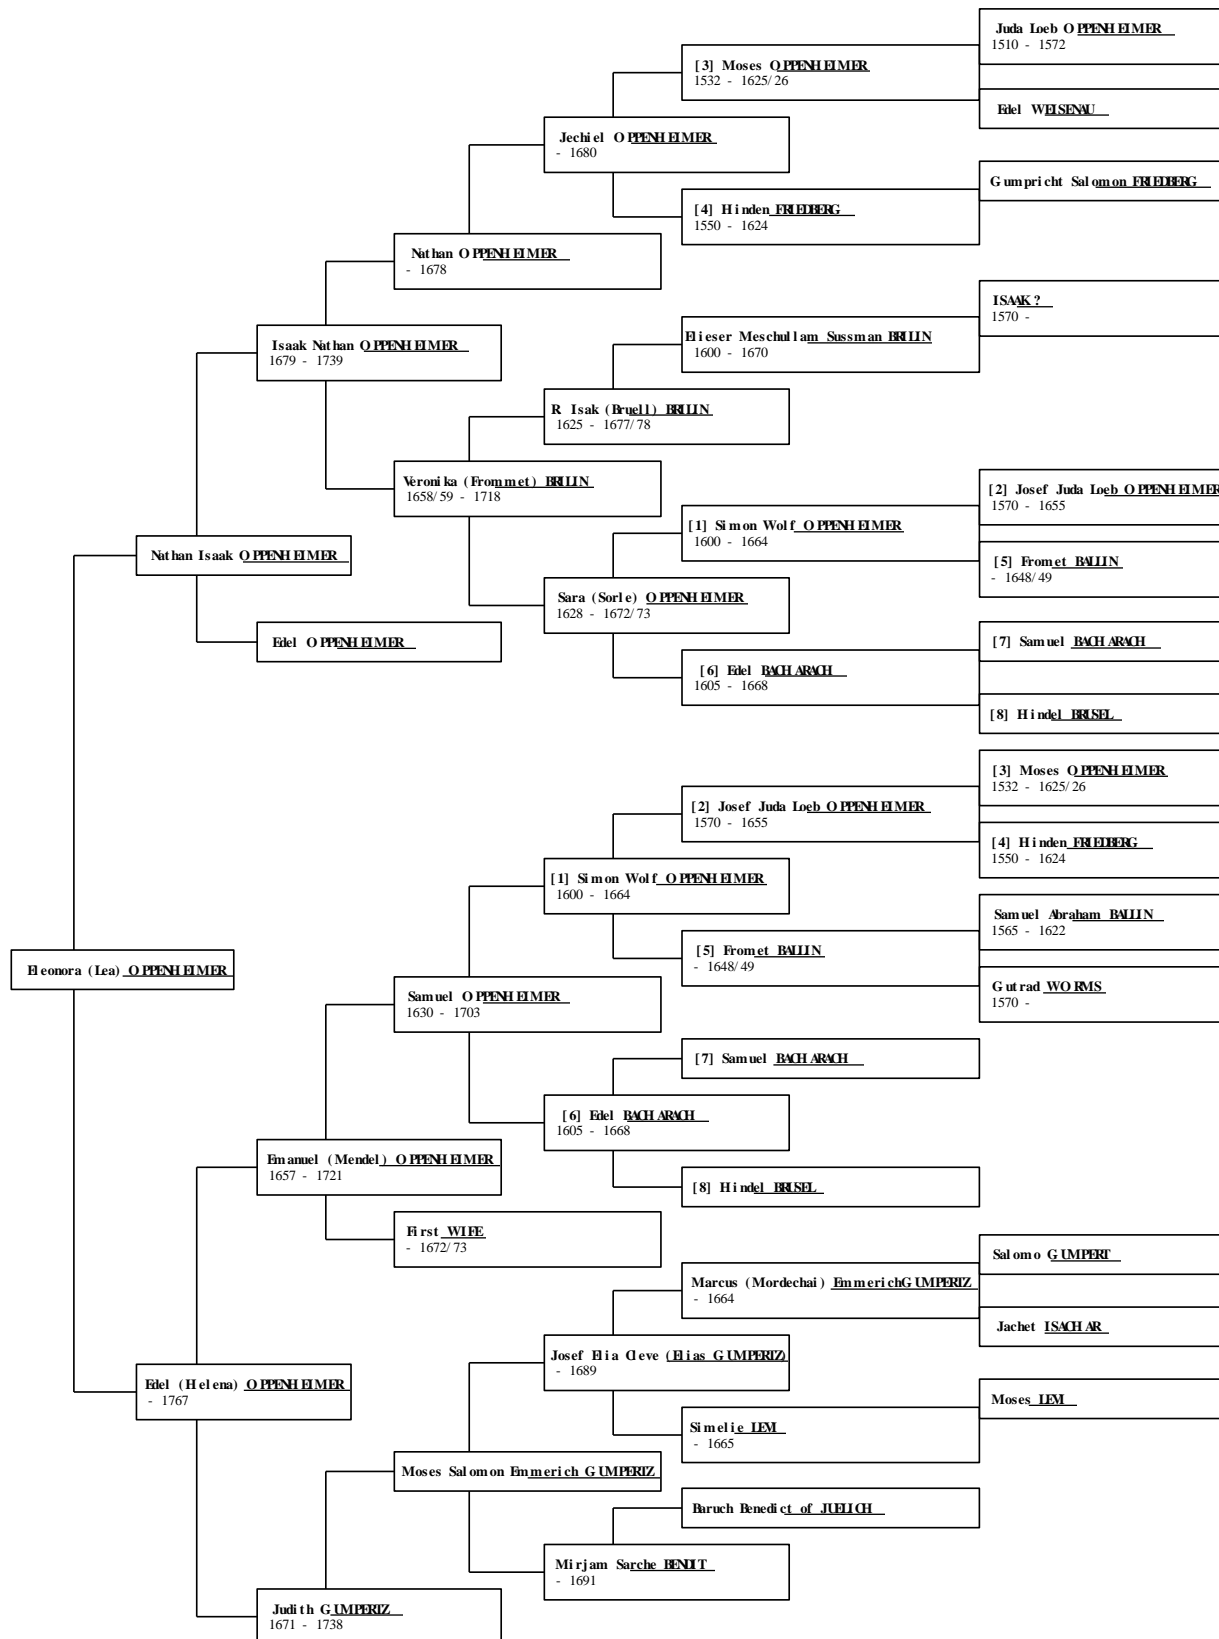 Juda Loeb OPPENHEIMER
1510 - 1572
[3] Moses OPPENHEIMER
1532 - 1625/26
Edel WEISENAU
Jechiel OPPENHEIMER
- 1680
Gumpricht Salomon FRIEDBERG
[4] Hinden FRIEDBERG
1550 - 1624
Nathan OPPENHEIMER
- 1678
ISAAK?
1570 -
Isaak Nathan OPPENHEIMER
1679 - 1739
Elieser Meschullam Sussman BRILIN
1600 - 1670
R Isak (Bruell) BRILIN
1625 - 1677/78
Veronika (Frommet) BRILIN
1658/59 - 1718
[2] Josef Juda Loeb OPPENHEIMER
1570 - 1655
[1] Simon Wolf OPPENHEIMER
1600 - 1664
Nathan Isaak OPPENHEIMER
[5] Fromet BALLIN
- 1648/49
Sara (Sorle) OPPENHEIMER
1628 - 1672/73
Edel OPPENHEIMER
[7] Samuel BACHARACH
[6] Edel BACHARACH
1605 - 1668
[8] Hindel BRUSEL
[3] Moses OPPENHEIMER
1532 - 1625/26
[2] Josef Juda Loeb OPPENHEIMER
1570 - 1655
[4] Hinden FRIEDBERG
1550 - 1624
[1] Simon Wolf OPPENHEIMER
1600 - 1664
Samuel Abraham BALLIN
1565 - 1622
[5] Fromet BALLIN
- 1648/49
Eleonora (Lea) OPPENHEIMER
Gutrad WORMS
1570 -
Samuel OPPENHEIMER
1630 - 1703
[7] Samuel BACHARACH
[6] Edel BACHARACH
1605 - 1668
Emanuel (Mendel) OPPENHEIMER
1657 - 1721
[8] Hindel BRUSEL
First WIFE
- 1672/73
Salomo GUMPERT
Marcus (Mordechai) EmmerichGUMPERTZ
- 1664
Jachet ISACHAR
Josef Elia Cleve (Elias GUMPERTZ)
- 1689
Edel (Helena) OPPENHEIMER
- 1767
Moses LEVI
Simelie LEVI
- 1665
Moses Salomon Emmerich GUMPERTZ
Baruch Benedict of JUELICH
Mirjam Sarche BENDIT
- 1691
Judith GUMPERTZ
1671 - 1738